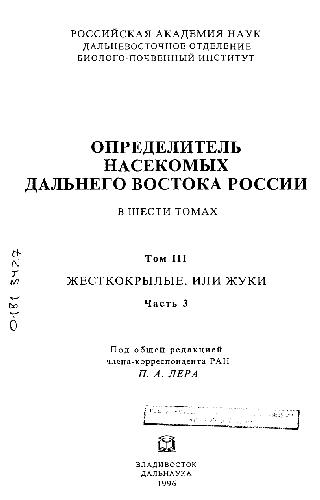 РОССИЙСКАЯ АКАДЕМИЯ НАУК
ДАЛЬНЕВОСТОЧНОЕ ОТДЕЛЕНИЕ
БИОЛОГО-ПОЧВЕННЫЙ ИНСТИТУТ
ОПРЕДЕЛИТЕЛЬ
НАСЕКОМЫХ
ДАЛЬНЕГО ВОСТОКА РОССИИ
В ШЕСТИ ТОМАХ
Том III
ЖЕСТКОКРЫЛЫЕ, ИЛИ ЖУКИ
Часть 3
Под общей редакцией
члена-корреспондента РАН
П. А. ЛЕРА
ВЛАДИВОСТОК
ДАЛЬНАУКА
1996